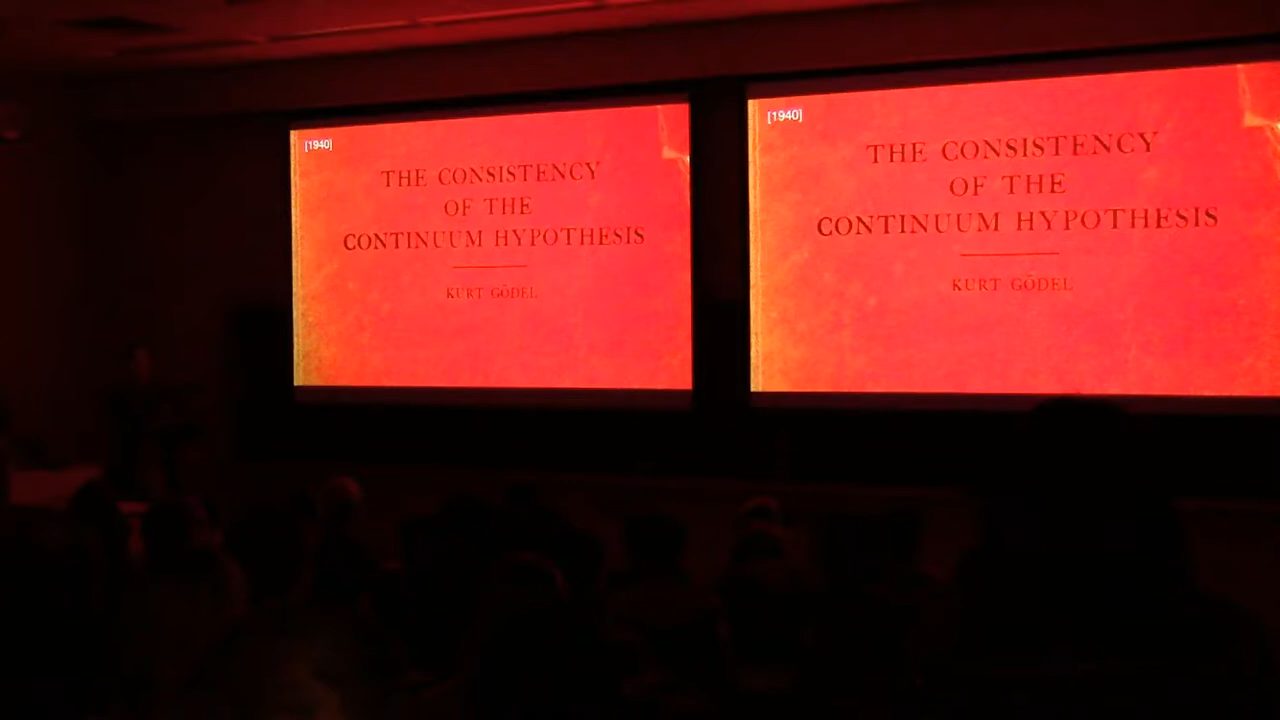 [1940]
THE CONSISTENCY
OF THE
CONTINUUM HYPOTHESIS
KURT GÖDEL
[1940]
THE CONSISTENCY
OF THE
CONTINUUM HYPOTHESIS
KURT GÖDEL